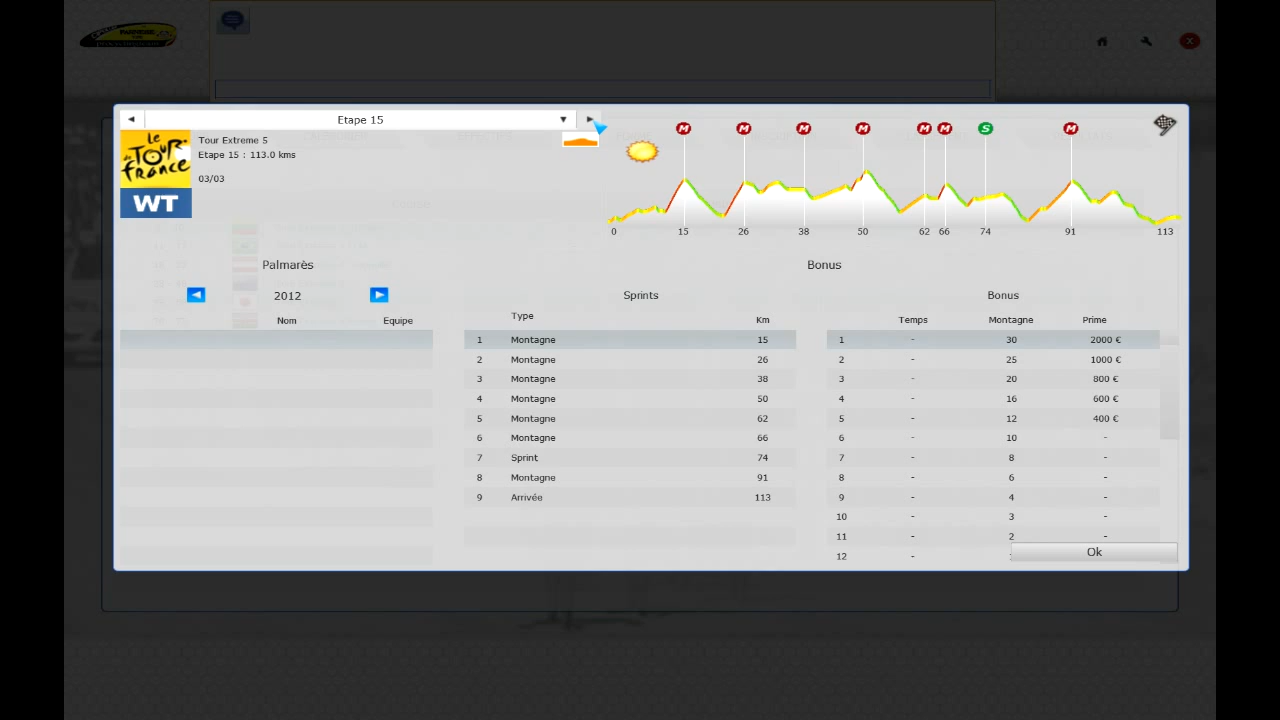 Etape 15
Tour Extreme 5
Etape 15 : 113.0 kms
03/03
le TOUR de france
WT
M M M M M M S M
0 15 26 38 50 62 66 74 91 113
Palmarès
2012
Nom Equipe
Bonus
Sprints
Type Km
1 Montagne 15
2 Montagne 26
3 Montagne 38
4 Montagne 50
5 Montagne 62
6 Montagne 66
7 Sprint 74
8 Montagne 91
9 Arrivée 113
Bonus
Temps Montagne Prime
1 - 30 2000 €
2 - 25 1000 €
3 - 20 800 €
4 - 16 600 €
5 - 12 400 €
6 - 10 -
7 - 8 -
8 - 6 -
9 - 4 -
10 - 3 -
11 - 2 -
12 -
Ok
Course